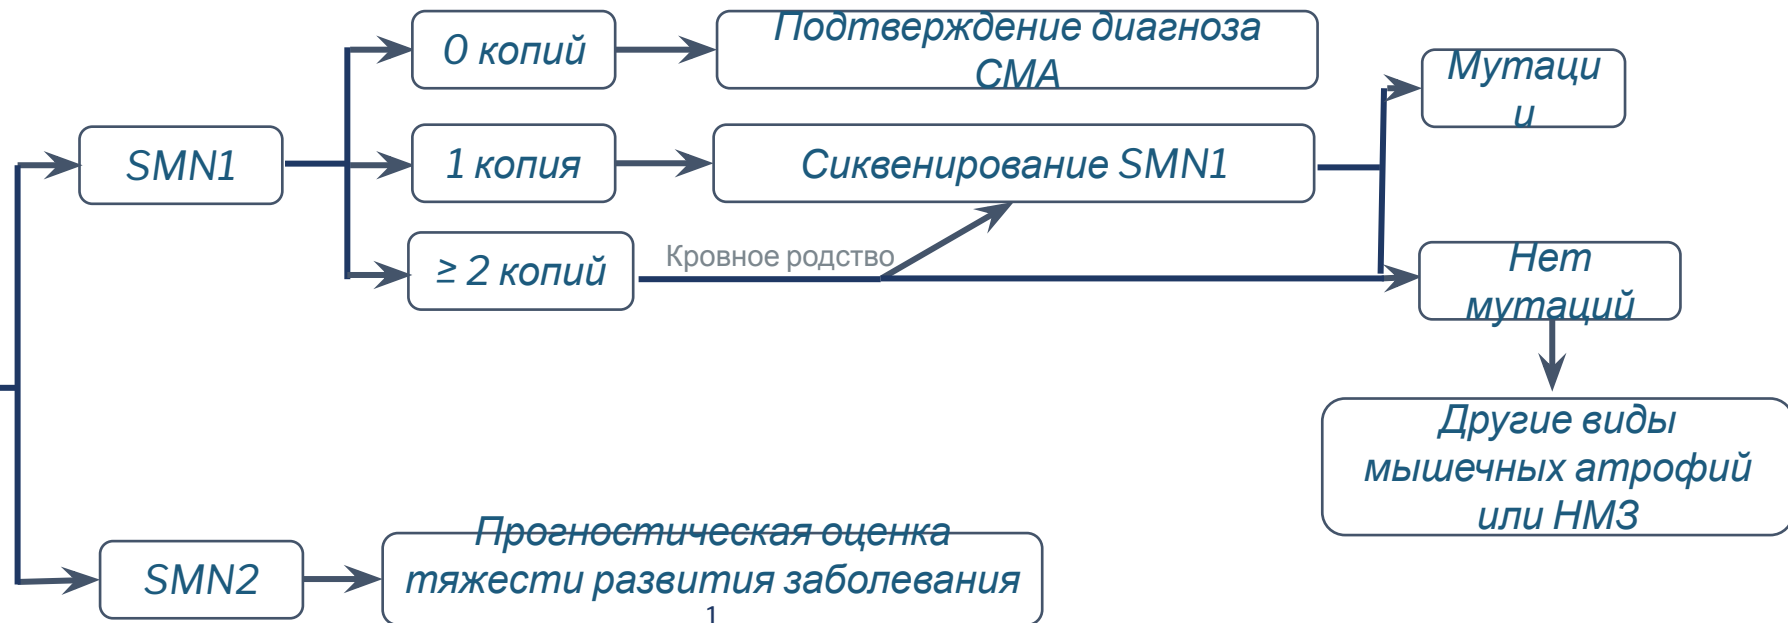 0 копий
Подтверждение диагноза
СМА
Мутаци
и
SMN1
1 копия
Сиквенирование SMN1
≥ 2 копий
Кровное родство
Нет
мутаций
Другие виды
мышечных атрофий
или НМЗ
SMN2
Прогностическая оценка
тяжести развития заболевания
1